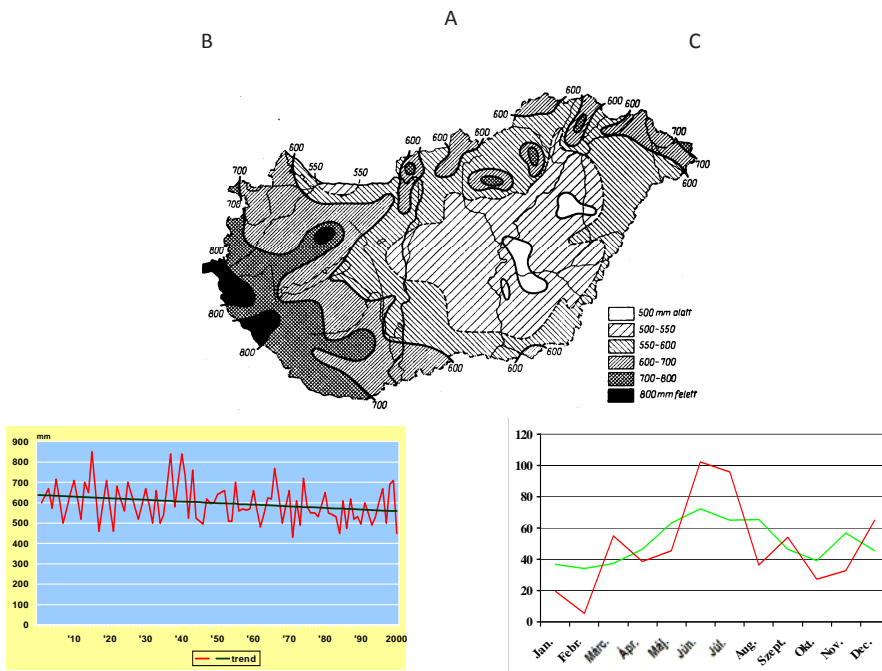 A
B
C
600
600
600
600
600
600
600
600
550
550
700
700
700
700
600
800
800
800
600
600
600
600
700
500 mm alatt
500-550
550-600
600-700
700-800
800 mm felett
mm
900
800
700
600
500
400
300
200
100
0
'10
'20
'30
'40
'50
'60
'70
'80
'90
2000
trend
120
100
80
60
40
20
0
Jan.
Febr.
Márc.
Ápr.
Máj.
Jún.
Júl.
Aug.
Szept.
Okt.
Nov.
Dec.